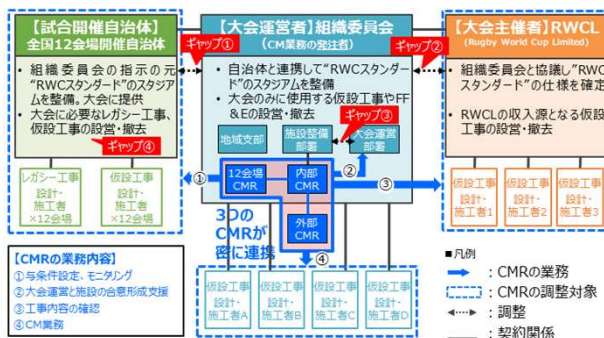 【試合開催自治体】
全国12会場開催自治体
・ 組織委員会の指示の元
“RWCスタンダード”のスタジア
ムを整備。大会に提供
・ 大会に必要なレガシー工事、
仮設工事の設営・撤去
ギャップ④
レガシー工事
設計・
施工者
×12会場
仮設工事
設計・
施工者
×12会場
ギャップ①
【大会運営者】組織委員会
(CM業務の発注者)
・ 自治体と連携して“RWCスタンダー
ド”のスタジアムを整備
・ 大会のみに使用する仮設工事やFF
&Eの設営・撤去
ギャップ③
地域支部
施設整備
部署
大会運営
部署
12会場
CMR
内部
CMR
外部
CMR
①
②
③
④
3つの
CMRが
密に連携
仮設工事
設計・
施工者A
仮設工事
設計・
施工者B
仮設工事
設計・
施工者C
仮設工事
設計・
施工者D
ギャップ②
【大会主催者】RWCL
(Rugby World Cup Limited)
・ 組織委員会と協議し”RWC
スタンダード”の仕様を確定
・ RWCLの収入源となる仮設
工事の設営・撤去
仮設工事
設計・
施工者1
仮設工事
設計・
施工者2
仮設工事
設計・
施工者3
【CMRの業務内容】
①与条件設定、モニタリング
②大会運営と施設の合意形成支援
③工事内容の確認
④CM業務
■凡例
：CMRの業務
：CMRの調整対象
：調整
：契約関係